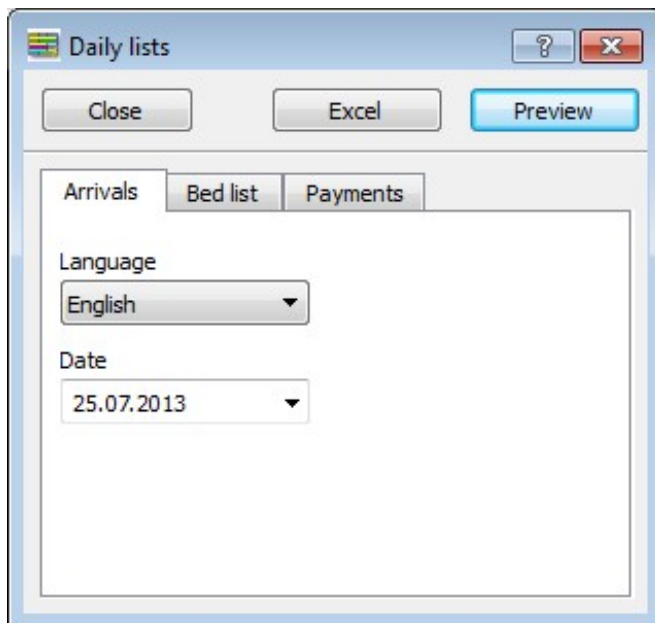 Daily lists
Close Excel Preview
Arrivals Bed list Payments
Language
English
Date
25.07.2013